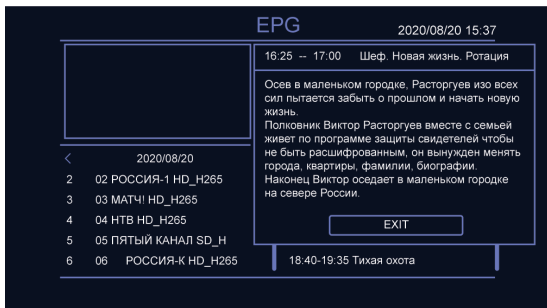 EPG
2020/08/20 15:37
16:25 -- 17:00 Шеф. Новая жизнь. Ротация
Осев в маленьком городке, Расторгуев изо всех
сил пытается забыть о прошлом и начать новую
жизнь.
Полковник Виктор Расторгуев вместе с семьей
живет по программе защиты свидетелей чтобы
не быть расшифрованным, он вынужден менять
города, квартиры, фамилии, биографии.
Наконец Виктор оседает в маленьком городке
на севере России.
EXIT
< 2020/08/20
2 02 РОССИЯ-1 HD_H265
3 03 МАТЧ! HD_H265
4 04 НТВ HD_H265
5 05 ПЯТЫЙ КАНАЛ SD_H
6 06 РОССИЯ-К HD_H265
18:40-19:35 Тихая охота